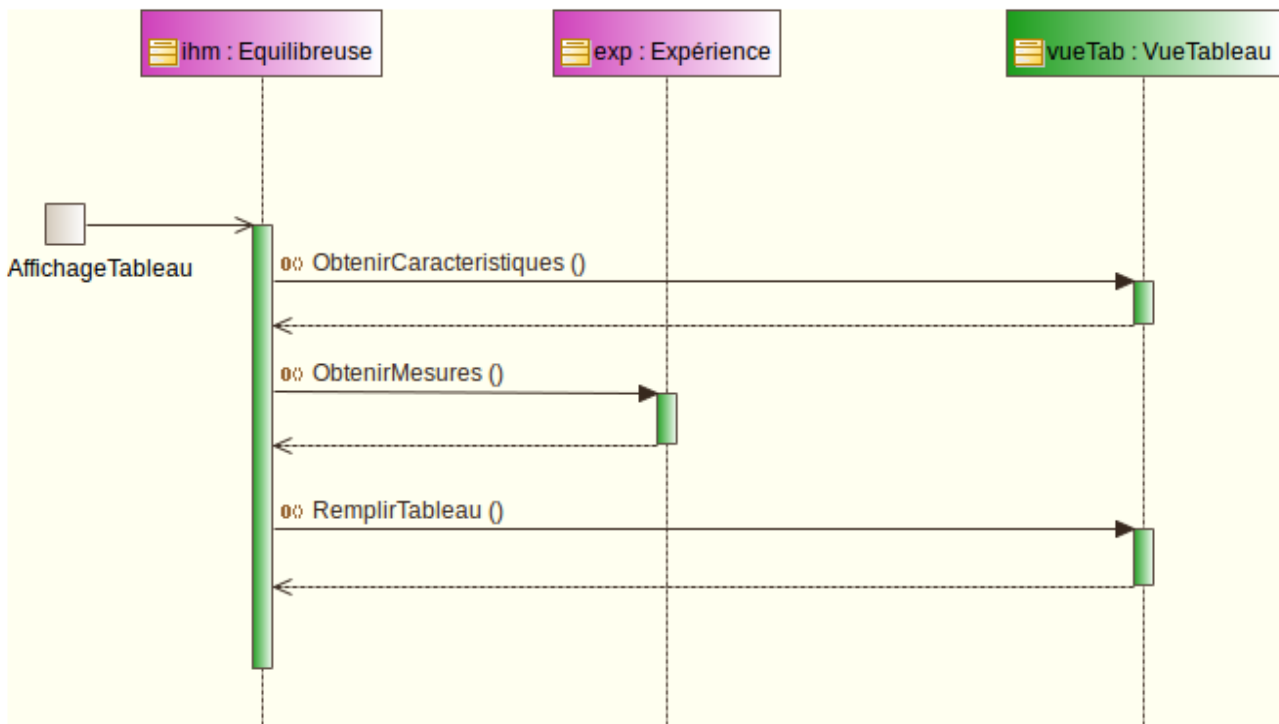 ihm : Equilibreuse
exp : Expérience
vueTab : VueTableau
AffichageTableau
ObtenirCaracteristiques ()
ObtenirMesures ()
RemplirTableau ()